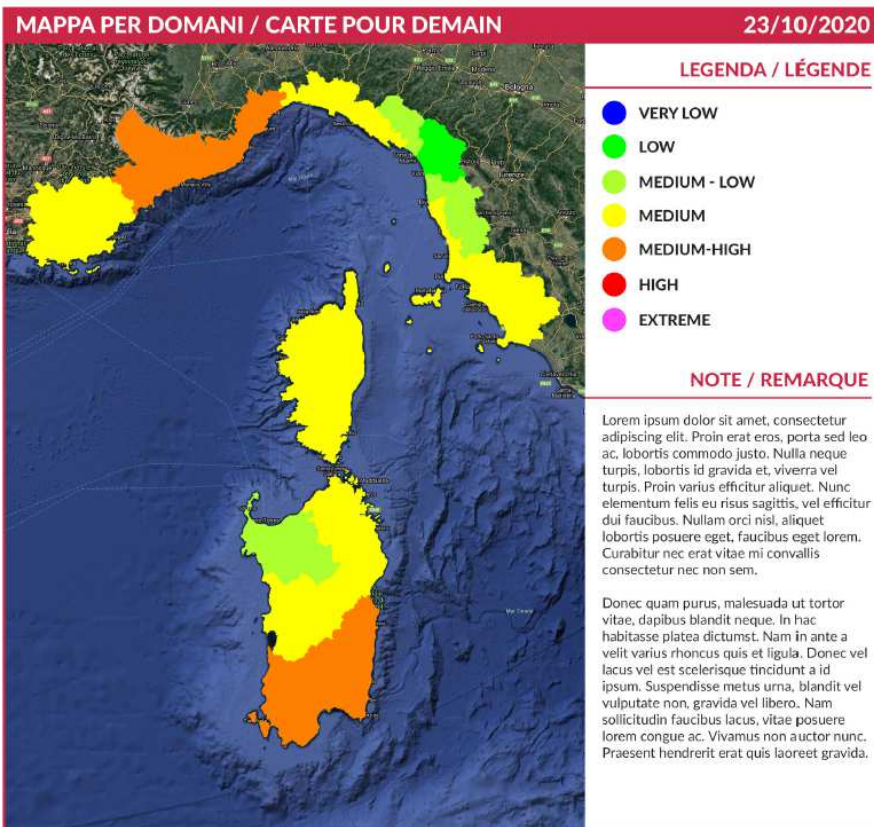 MAPPA PER DOMANI / CARTE POUR DEMAIN
23/10/2020
LEGENDA / LÉGENDE
VERY LOW
LOW
MEDIUM - LOW
MEDIUM
MEDIUM-HIGH
HIGH
EXTREME
NOTE / REMARQUE
Lorem ipsum dolor sit amet, consectetur
adipiscing elit. Proin erat eros, porta sed leo
ac, lobortis commodo justo. Nulla neque
turpis, lobortis id gravida et, viverra vel
turpis. Proin varius efficitur aliquet. Nunc
elementum felis eu risus sagittis, vel efficitur
dui faucibus. Nullam orci nisl, aliquet
lobortis posuere eget, faucibus eget lorem.
Curabitur nec erat vitae mi convallis
consectetur nec non sem.
Donec quam purus, malesuada ut tortor
vitae, dapibus blandit neque. In hac
habitasse platea dictumst. Nam in ante a
velit varius rhoncus quis et ligula. Donec vel
lacus vel est scelerisque tincidunt a id
ipsum. Suspendisse metus urna, blandit vel
vulputate non, gravida vel libero. Nam
sollicitudin faucibus lacus, vitae posuere
lorem congue ac. Vivamus non auctor nunc.
Praesent hendrerit erat quis laoreet gravida.
Bologna